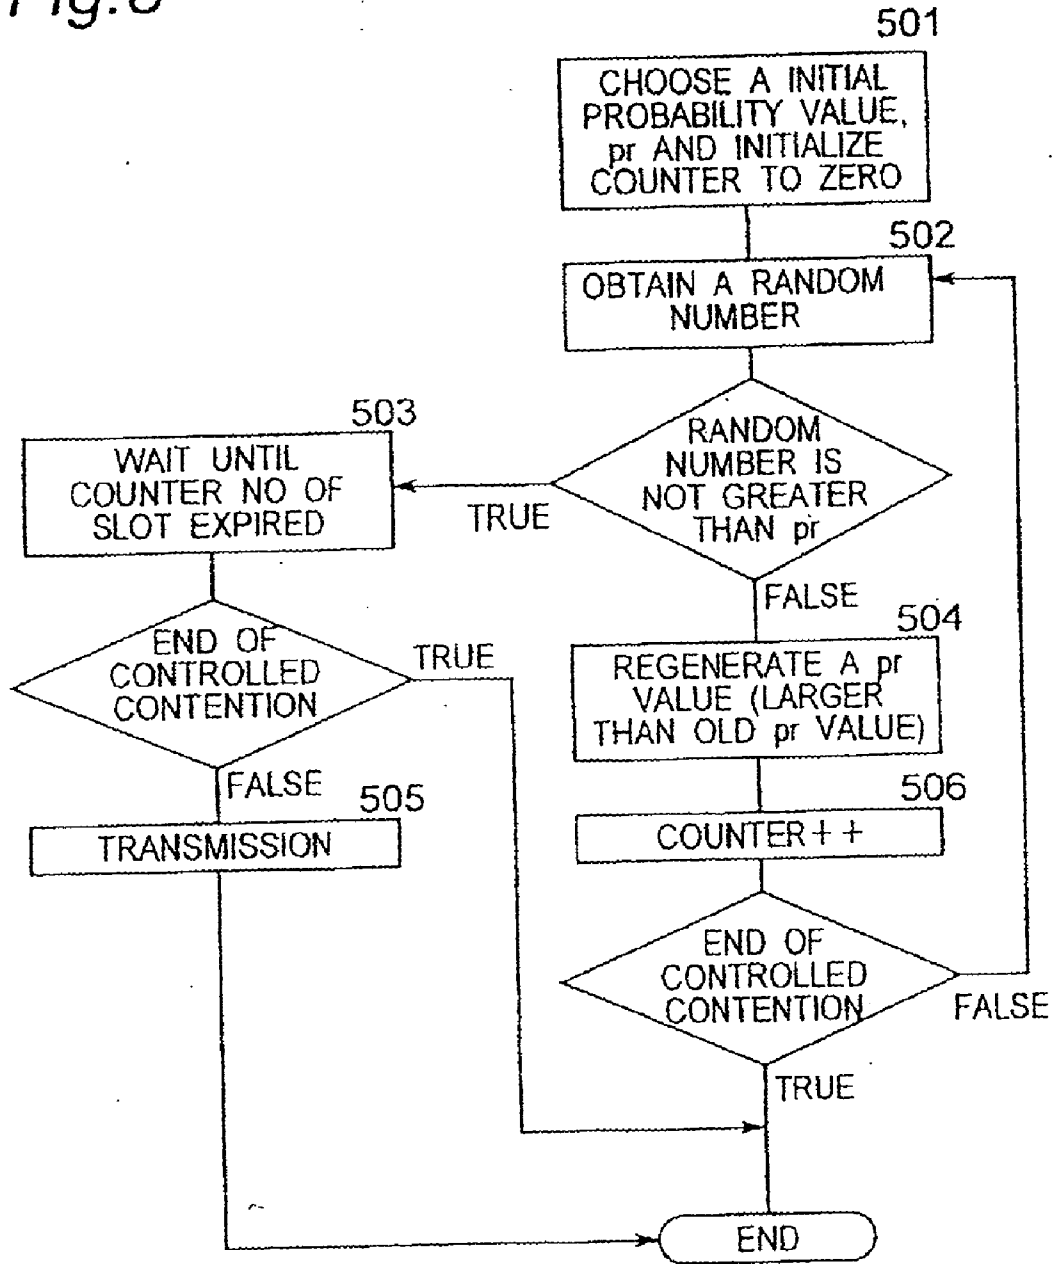 501
CHOOSE A INITIAL
PROBABILITY VALUE,
pr AND INITIALIZE
COUNTER TO ZERO
502
OBTAIN A RANDOM
NUMBER
RANDOM
NUMBER IS
NOT GREATER
THAN pr
TRUE
503
WAIT UNTIL
COUNTER NO OF
SLOT EXPIRED
FALSE
END OF
CONTROLLED
CONTENTION
TRUE
504
REGENERATE A pr
VALUE (LARGER
THAN OLD pr VALUE)
FALSE
505
TRANSMISSION
506
COUNTER++
END OF
CONTROLLED
CONTENTION
FALSE
TRUE
END